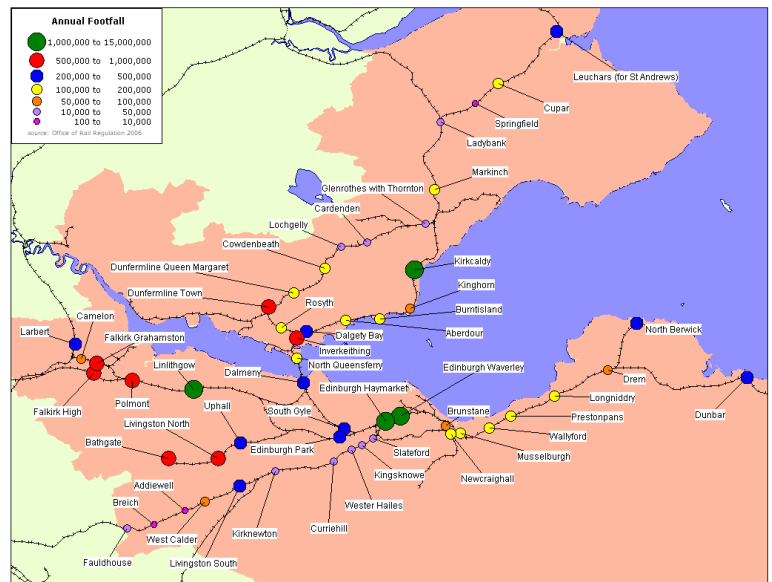 Annual Footfall
1,000,000 to 15,000,000
500,000 to 1,000,000
200,000 to 500,000
100,000 to 200,000
50,000 to 100,000
10,000 to 50,000
100 to 10,000
source: Office of Rail Regulation 2006
Leuchars (for St Andrews)
Cupar
Springfield
Ladybank
Markinch
Glenrothes with Thornton
Cardenden
Lochgelly
Cowdenbeath
Dunfermline Queen Margaret
Kirkcaldy
Dunfermline Town
Kinghorn
Rosyth
Burntisland
Camelon
Aberdour
Larbert
Falkirk Grahamston
Dalgety Bay
North Berwick
Inverkeithing
Linlithgow
North Queensferry
Dalmeny
Edinburgh Waverley
Edinburgh Haymarket
Drem
Falkirk High
Polmont
Longniddry
Uphall
South Gyle
Brunstane
Prestonpans
Dunbar
Livingston North
Wallyford
Bathgate
Edinburgh Park
Musselburgh
Slateford
Newcraighall
Addiewell
Kingsknowe
Wester Hailes
Breich
Curriehill
West Calder
Kirknewton
Fauldhouse
Livingston South